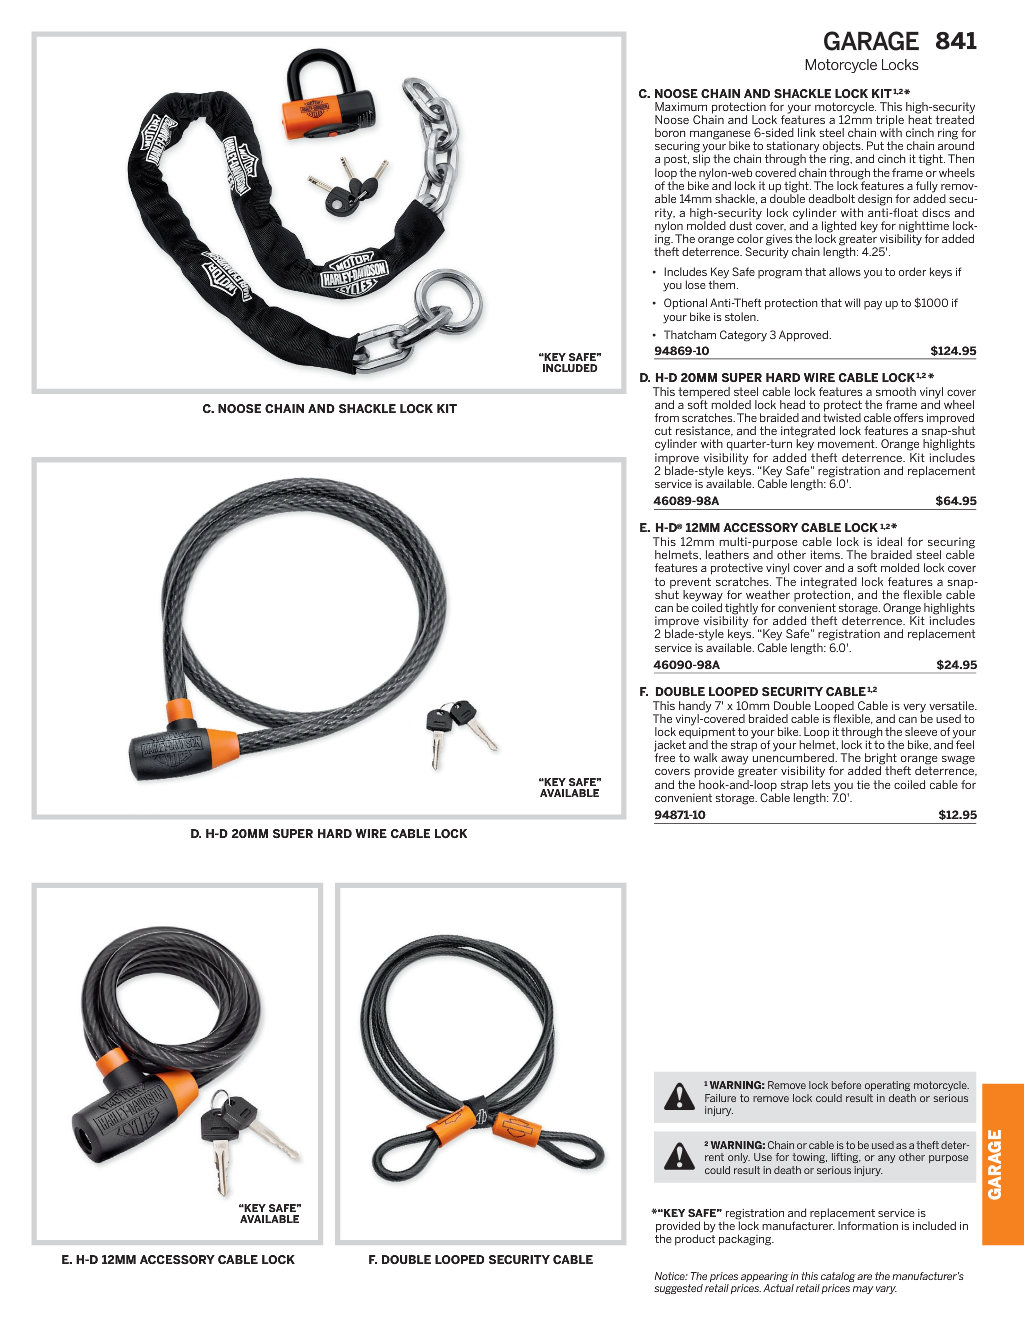 GARAGE 841
Motorcycle Locks
C. NOOSE CHAIN AND SHACKLE LOCK KIT1,2*
Maximum protection for your motorcycle. This high-security
Noose Chain and Lock features a 12mm triple heat treated
boron manganese 6-sided link steel chain with cinch ring for
securing your bike to stationary objects. Put the chain around
a post, slip the chain through the ring, and cinch it tight. Then
loop the nylon-web covered chain through the frame or wheels
of the bike and lock it up tight. The lock features a fully remov-
able 14mm shackle, a double deadbolt design for added secu-
rity, a high-security lock cylinder with anti-float discs and
nylon molded dust cover, and a lighted key for nighttime lock-
ing. The orange color gives the lock greater visibility for added
theft deterrence. Security chain length: 4.25'.
• Includes Key Safe program that allows you to order keys if
you lose them.
• Optional Anti-Theft protection that will pay up to $1000 if
your bike is stolen.
• Thatcham Category 3 Approved.
94869-10 $124.95
D. H-D 20MM SUPER HARD WIRE CABLE LOCK1,2*
This tempered steel cable lock features a smooth vinyl cover
and a soft molded lock head to protect the frame and wheel
from scratches. The braided and twisted cable offers improved
cut resistance, and the integrated lock features a snap-shut
cylinder with quarter-turn key movement. Orange highlights
improve visibility for added theft deterrence. Kit includes
2 blade-style keys. “Key Safe” registration and replacement
service is available. Cable length: 6.0'.
46089-98A $64.95
E. H-D® 12MM ACCESSORY CABLE LOCK1,2*
This 12mm multi-purpose cable lock is ideal for securing
helmets, leathers and other items. The braided steel cable
features a protective vinyl cover and a soft molded lock cover
to prevent scratches. The integrated lock features a snap-
shut keyway for weather protection, and the flexible cable
can be coiled tightly for convenient storage. Orange highlights
improve visibility for added theft deterrence. Kit includes
2 blade-style keys. “Key Safe” registration and replacement
service is available. Cable length: 6.0'.
46090-98A $24.95
F. DOUBLE LOOPED SECURITY CABLE1,2
This handy 7' x 10mm Double Looped Cable is very versatile.
The vinyl-covered braided cable is flexible, and can be used to
lock equipment to your bike. Loop it through the sleeve of your
jacket and the strap of your helmet, lock it to the bike, and feel
free to walk away unencumbered. The bright orange swage
covers provide greater visibility for added theft deterrence,
and the hook-and-loop strap lets you tie the coiled cable for
convenient storage. Cable length: 7.0'.
94871-10 $12.95
MOTOR
HARLEY-DAVIDSON
CYCLES
“KEY SAFE”
INCLUDED
C. NOOSE CHAIN AND SHACKLE LOCK KIT
“KEY SAFE”
AVAILABLE
D. H-D 20MM SUPER HARD WIRE CABLE LOCK
“KEY SAFE”
AVAILABLE
E. H-D 12MM ACCESSORY CABLE LOCK
F. DOUBLE LOOPED SECURITY CABLE
1 WARNING: Remove lock before operating motorcycle.
Failure to remove lock could result in death or serious
injury.
2 WARNING: Chain or cable is to be used as a theft deter-
rent only. Use for towing, lifting, or any other purpose
could result in death or serious injury.
*“KEY SAFE” registration and replacement service is
provided by the lock manufacturer. Information is included in
the product packaging.
Notice: The prices appearing in this catalog are the manufacturer’s
suggested retail prices. Actual retail prices may vary.
GARAGE